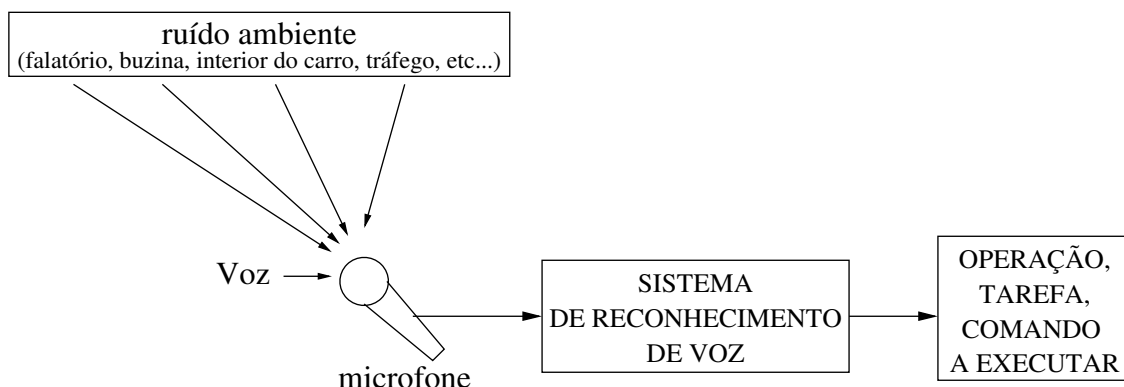 ruído ambiente
(falatório, buzina, interior do carro, tráfego, etc...)
Voz
microfone
SISTEMA
DE RECONHECIMENTO
DE VOZ
OPERAÇÃO,
TAREFA,
COMANDO
A EXECUTAR